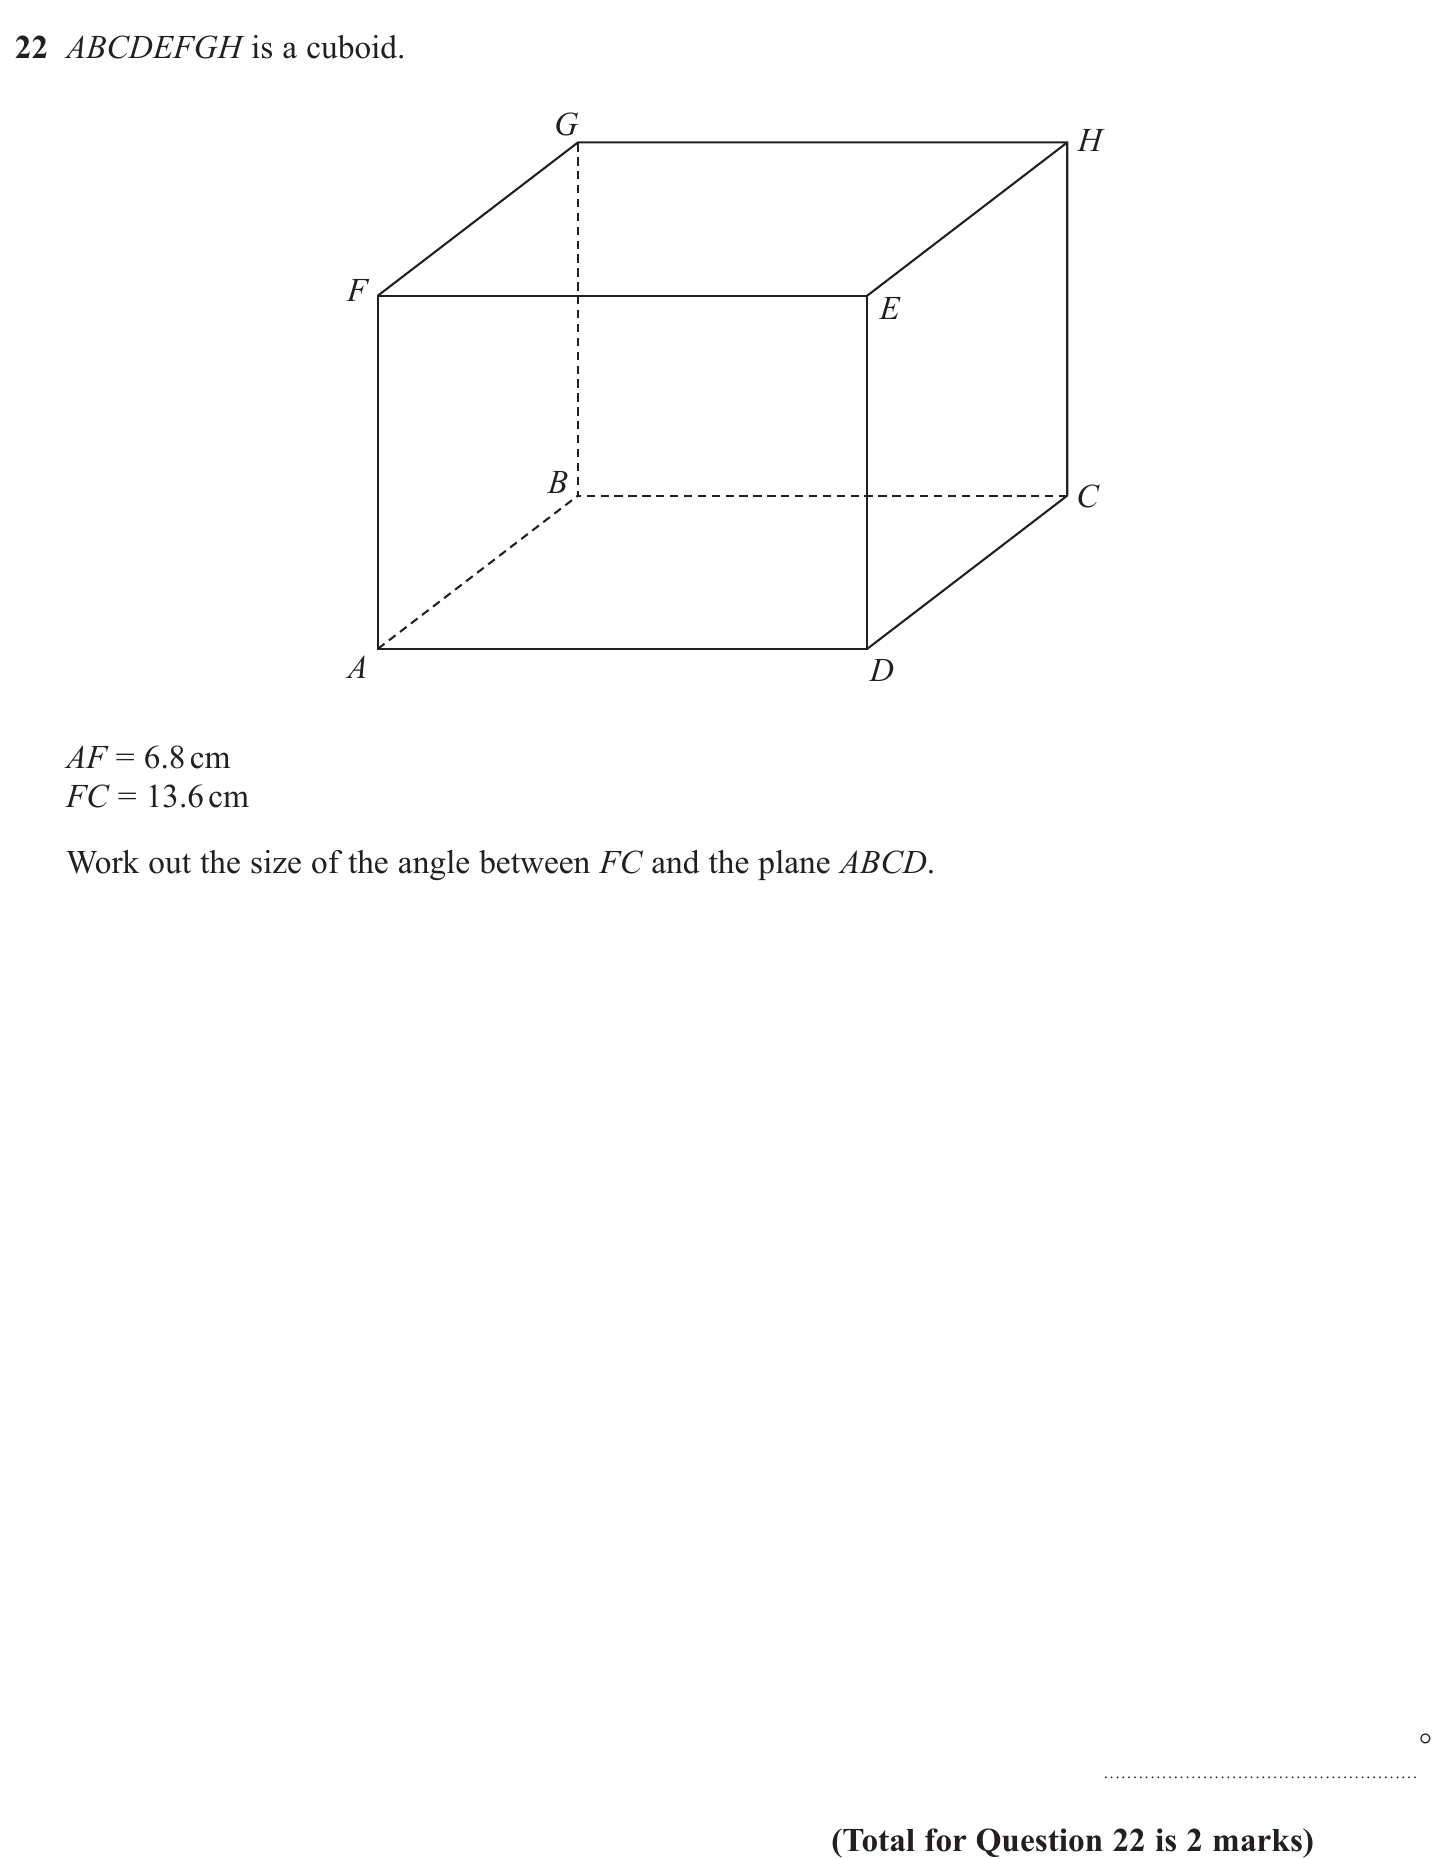 22 ABCDEFGH is a cuboid.
G
H
F
E
B
C
A
D
AF = 6.8 cm
FC = 13.6 cm
Work out the size of the angle between FC and the plane ABCD.
°
(Total for Question 22 is 2 marks)